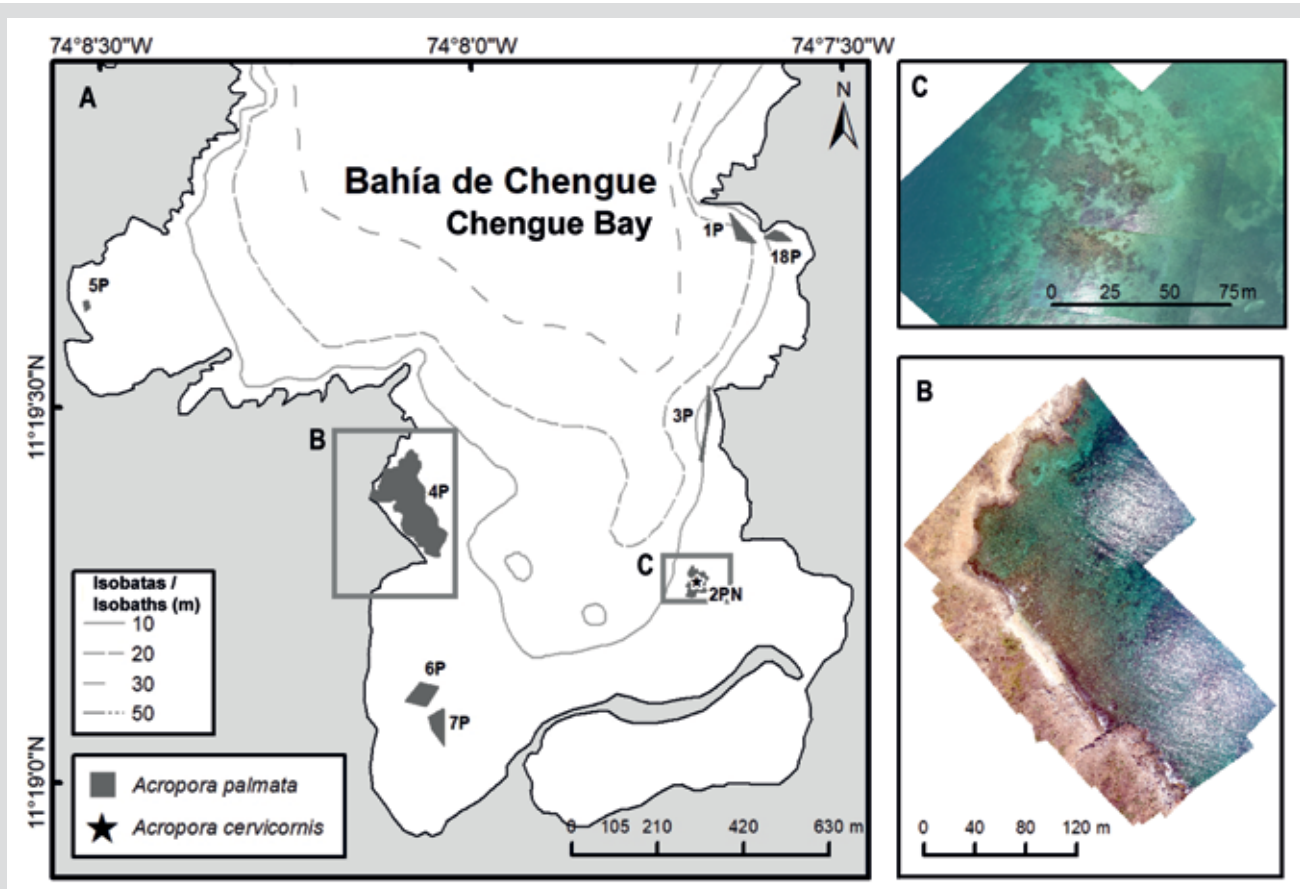 74°8'30"W
74°8'0"W
74°7'30"W
A
N
Bahía de Chengue
Chengue Bay
1P
18P
5P
11°19'30"N
3P
B
4P
C
2PN
6P
7P
Isobatas /
Isobaths (m)
10
20
30
50
11°19'0"N
Acropora palmata
Acropora cervicornis
0 105 210 420 630 m
C
0 25 50 75 m
B
0 40 80 120 m